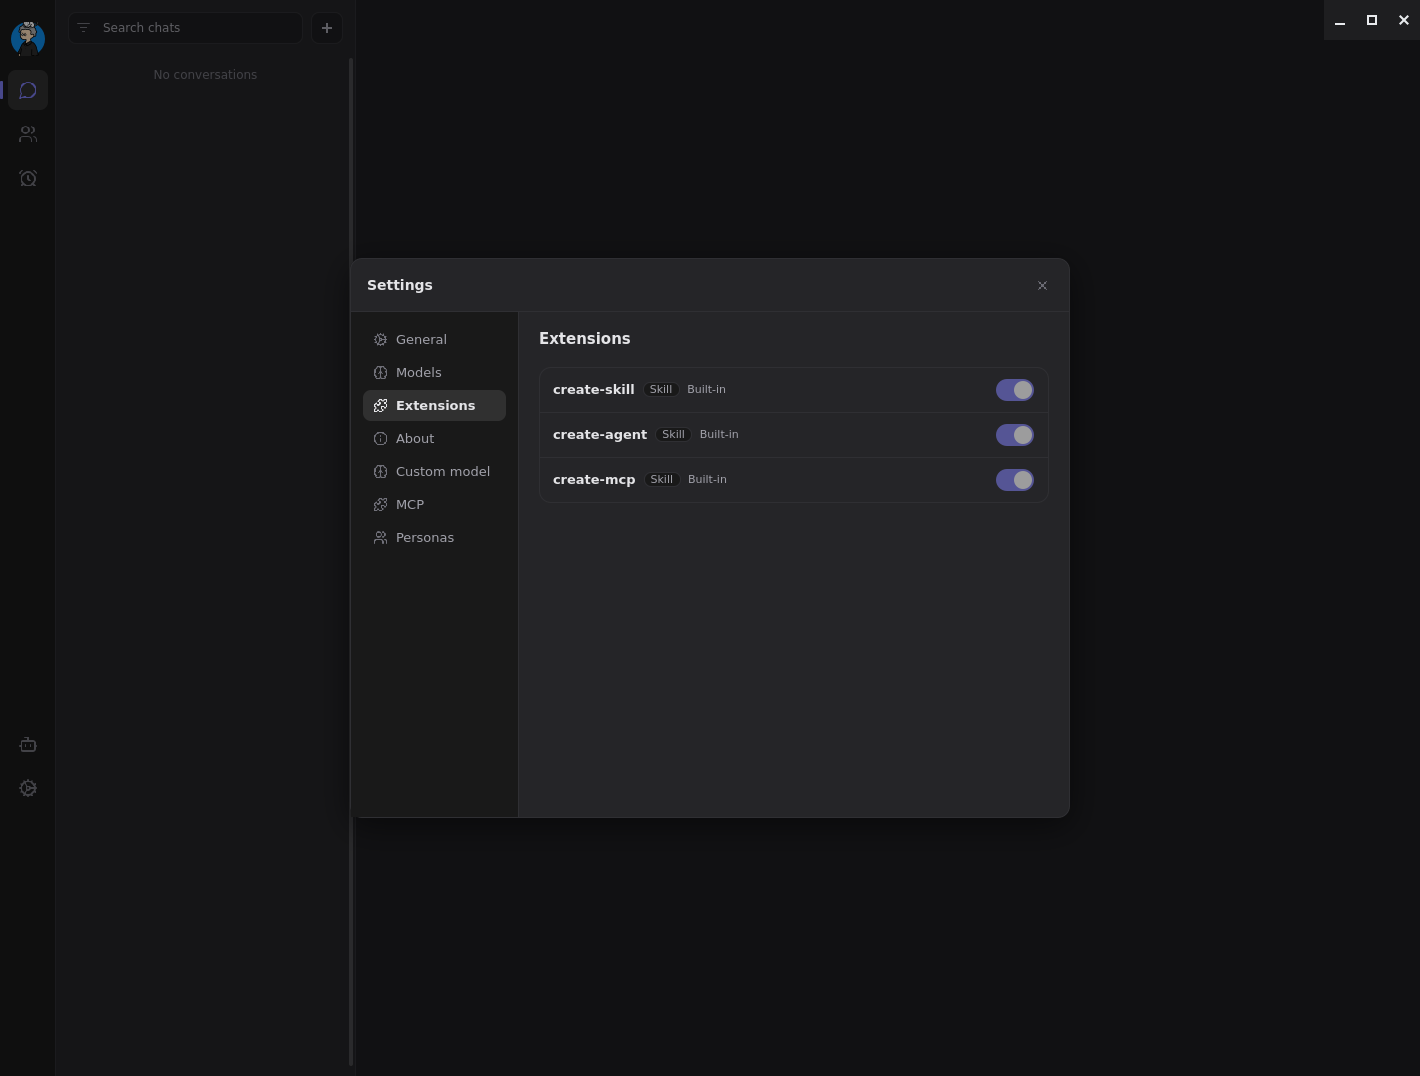 Search chats
No conversations
Settings
General
Models
Extensions
About
Custom model
MCP
Personas
Extensions
create-skill Skill Built-in
create-agent Skill Built-in
create-mcp Skill Built-in